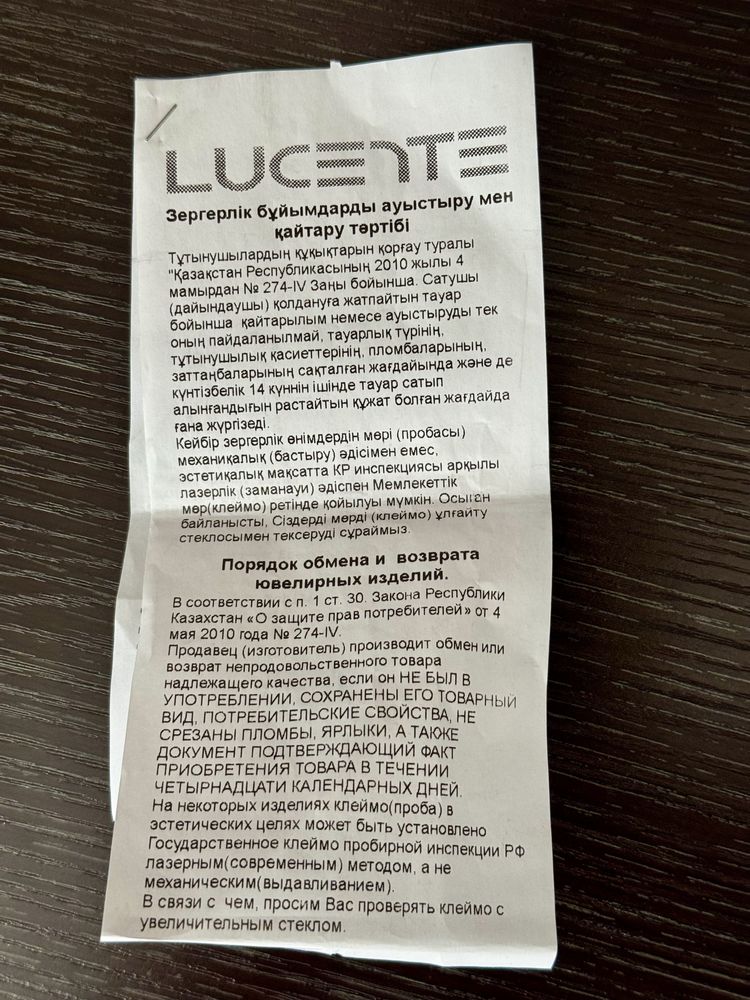 LUCENTE
Зергерлік бұйымдарды ауыстыру мен
қайтару тәртібі
Тұтынушылардың құқықтарын қорғау туралы
"Қазақстан Республикасының 2010 жылы 4
мамырдан № 274-IV Заңы бойынша. Сатушы
(дайындаушы) қолдануға жатпайтын тауар
бойынша қайтарылым немесе ауыстыруды тек
оның пайдаланылмай, тауарлық түрінің,
тұтынушылық қасиеттерінің, пломбаларының,
заттаңбаларының сақталған жағдайында және де
күнтізбелік 14 күннін ішінде тауар сатып
алынғандығын растайтын құжат болған жағдайда
ғана жүргізеді.
Кейбір зергерлік өнімдердін мөрі (пробасы)
механиқалық (бастыру) әдісімен емес,
эстетиқалық мақсатта КР инспекциясы арқылы
лазерлік (заманауи) әдіспен Мемлекеттік
мөр(клеймо) ретінде қойылуы мүмкін. Осыған
байланысты, Сіздерді мөрді (клеймо) ұлғайту
стеклосымен тексеруді сұраймыз.
Порядок обмена и возврата
ювелирных изделий.
В соответствии с п. 1 ст. 30. Закона Республики
Казахстан «О защите прав потребителей» от 4
мая 2010 года № 274-IV.
Продавец (изготовитель) производит обмен или
возврат непродовольственного товара
надлежащего качества, если он НЕ БЫЛ В
УПОТРЕБЛЕНИИ, СОХРАНЕНЫ ЕГО ТОВАРНЫЙ
ВИД, ПОТРЕБИТЕЛЬСКИЕ СВОЙСТВА, НЕ
СРЕЗАНЫ ПЛОМБЫ, ЯРЛЫКИ, А ТАКЖЕ
ДОКУМЕНТ ПОДТВЕРЖДАЮЩИЙ ФАКТ
ПРИОБРЕТЕНИЯ ТОВАРА В ТЕЧЕНИИ
ЧЕТЫРНАДЦАТИ КАЛЕНДАРНЫХ ДНЕЙ.
На некоторых изделиях клеймо(проба) в
эстетических целях может быть установлено
Государственное клеймо пробирной инспекции РФ
лазерным(современным) методом, а не
механическим(выдавливанием).
В связи с чем, просим Вас проверять клеймо с
увеличительным стеклом.